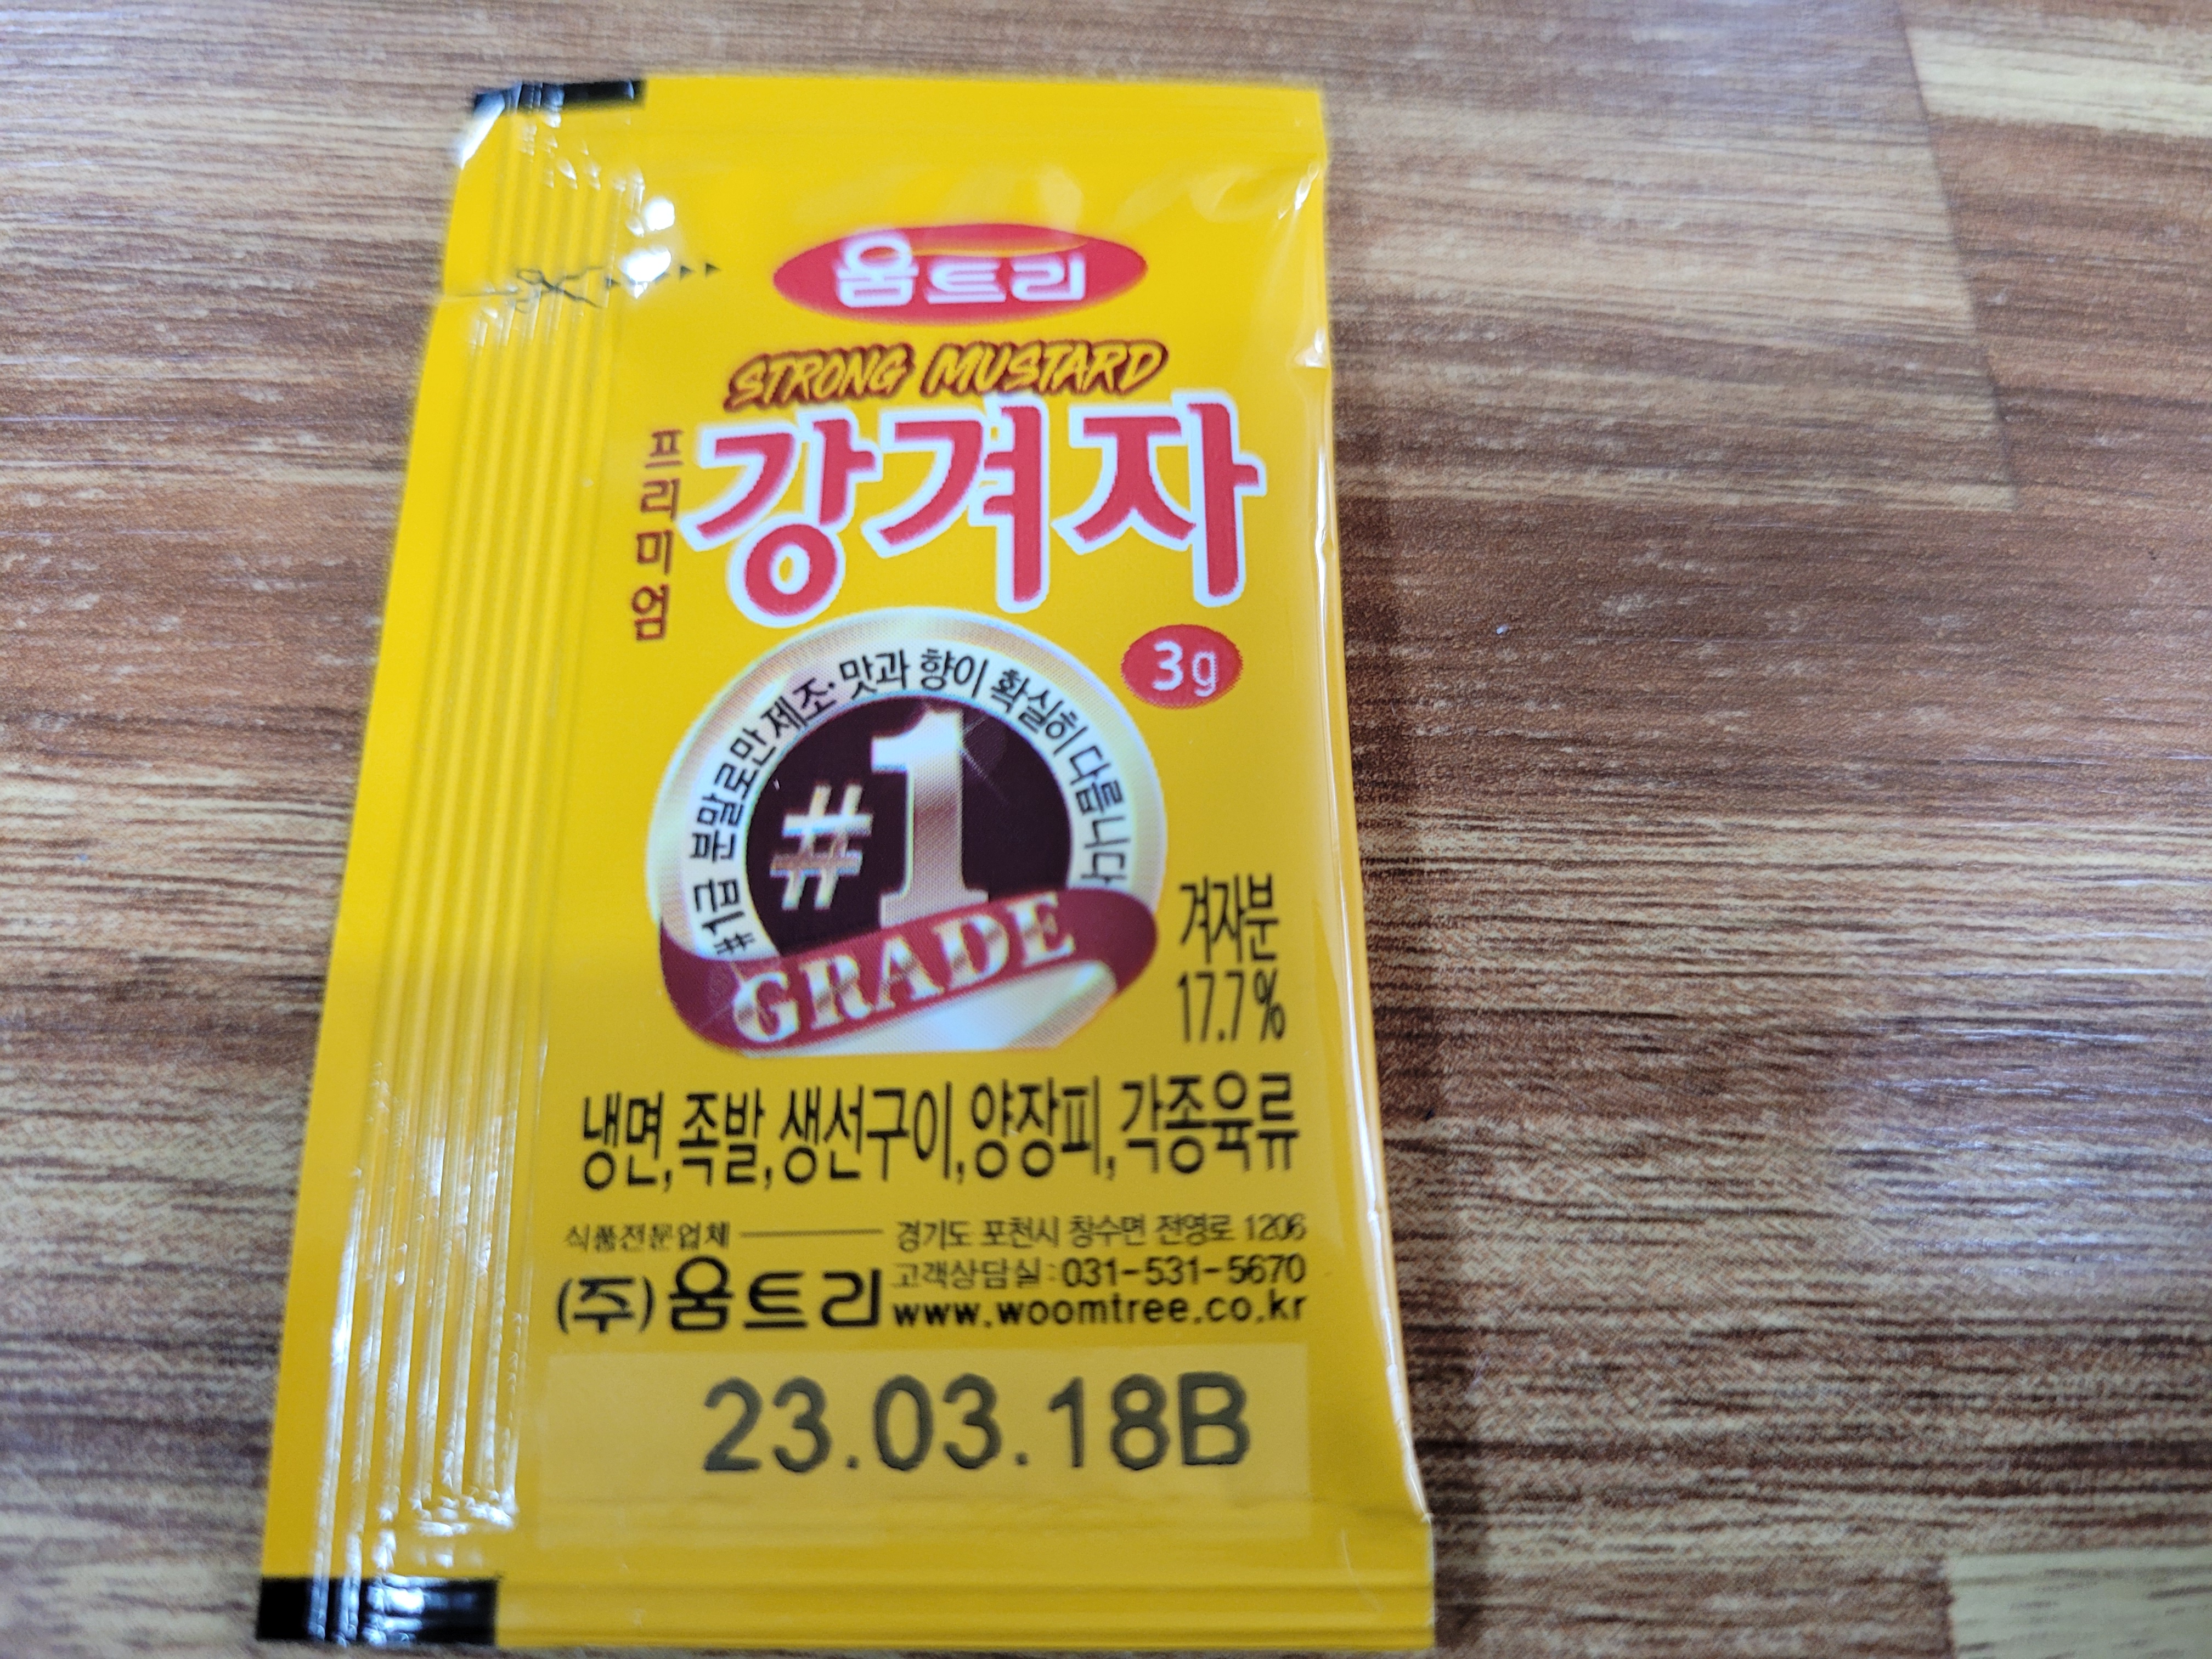 움트리
STRONG MUSTARD
프리미엄
강겨자
3g
#1급 분말로만 제조·맛과 향이 확실히 다릅니다
#1
GRADE
겨자분
17.7%
냉면,족발,생선구이,양장피,각종육류
식품전문업체
경기도 포천시 창수면 전영로 1206
(주)움트리
고객상담실:031-531-5670
www.woomtree.co.kr
23.03.18B